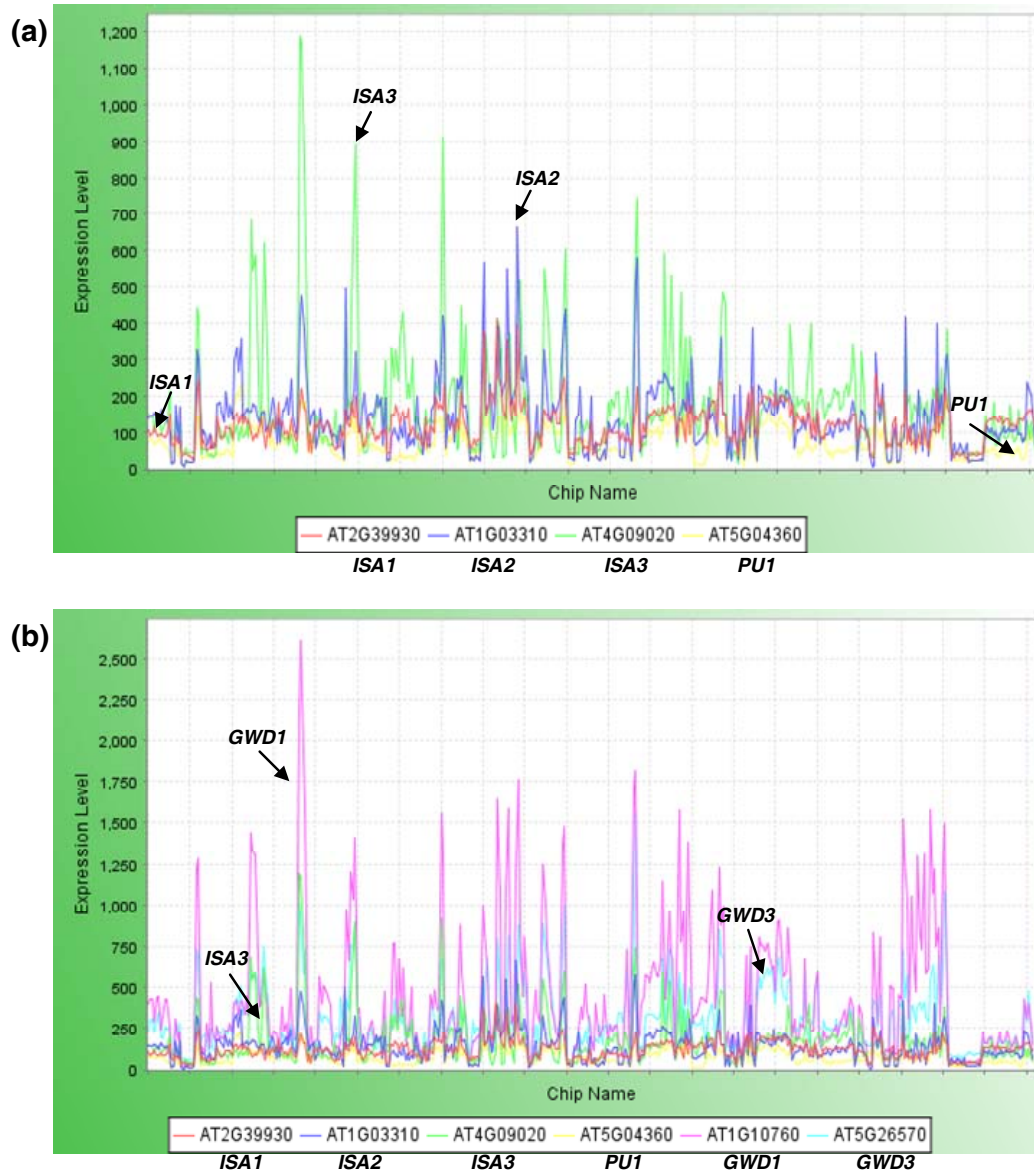 (a)
1,200
1,100
1,000
900
800
700
600
500
400
300
200
100
0
Expression Level
ISA3
ISA2
ISA1
PU1
Chip Name
AT2G39930 AT1G03310 AT4G09020 AT5G04360
ISA1 ISA2 ISA3 PU1
(b)
2,500
2,250
2,000
1,750
1,500
1,250
1,000
750
500
250
0
Expression Level
GWD1
GWD3
ISA3
Chip Name
AT2G39930 AT1G03310 AT4G09020 AT5G04360 AT1G10760 AT5G26570
ISA1 ISA2 ISA3 PU1 GWD1 GWD3